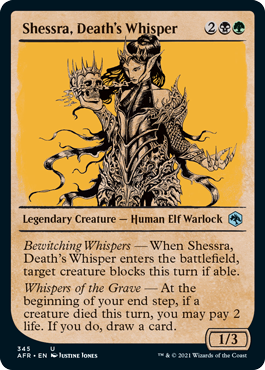 Shessra, Death's Whisper 2
Legendary Creature — Human Elf Warlock
Bewitching Whispers — When Shessra,
Death's Whisper enters the battlefield,
target creature blocks this turn if able.
Whispers of the Grave — At the
beginning of your end step, if a
creature died this turn, you may pay 2
life. If you do, draw a card.
1/3
345 U
AFR • EN Justine Jones
™ & © 2021 Wizards of the Coast